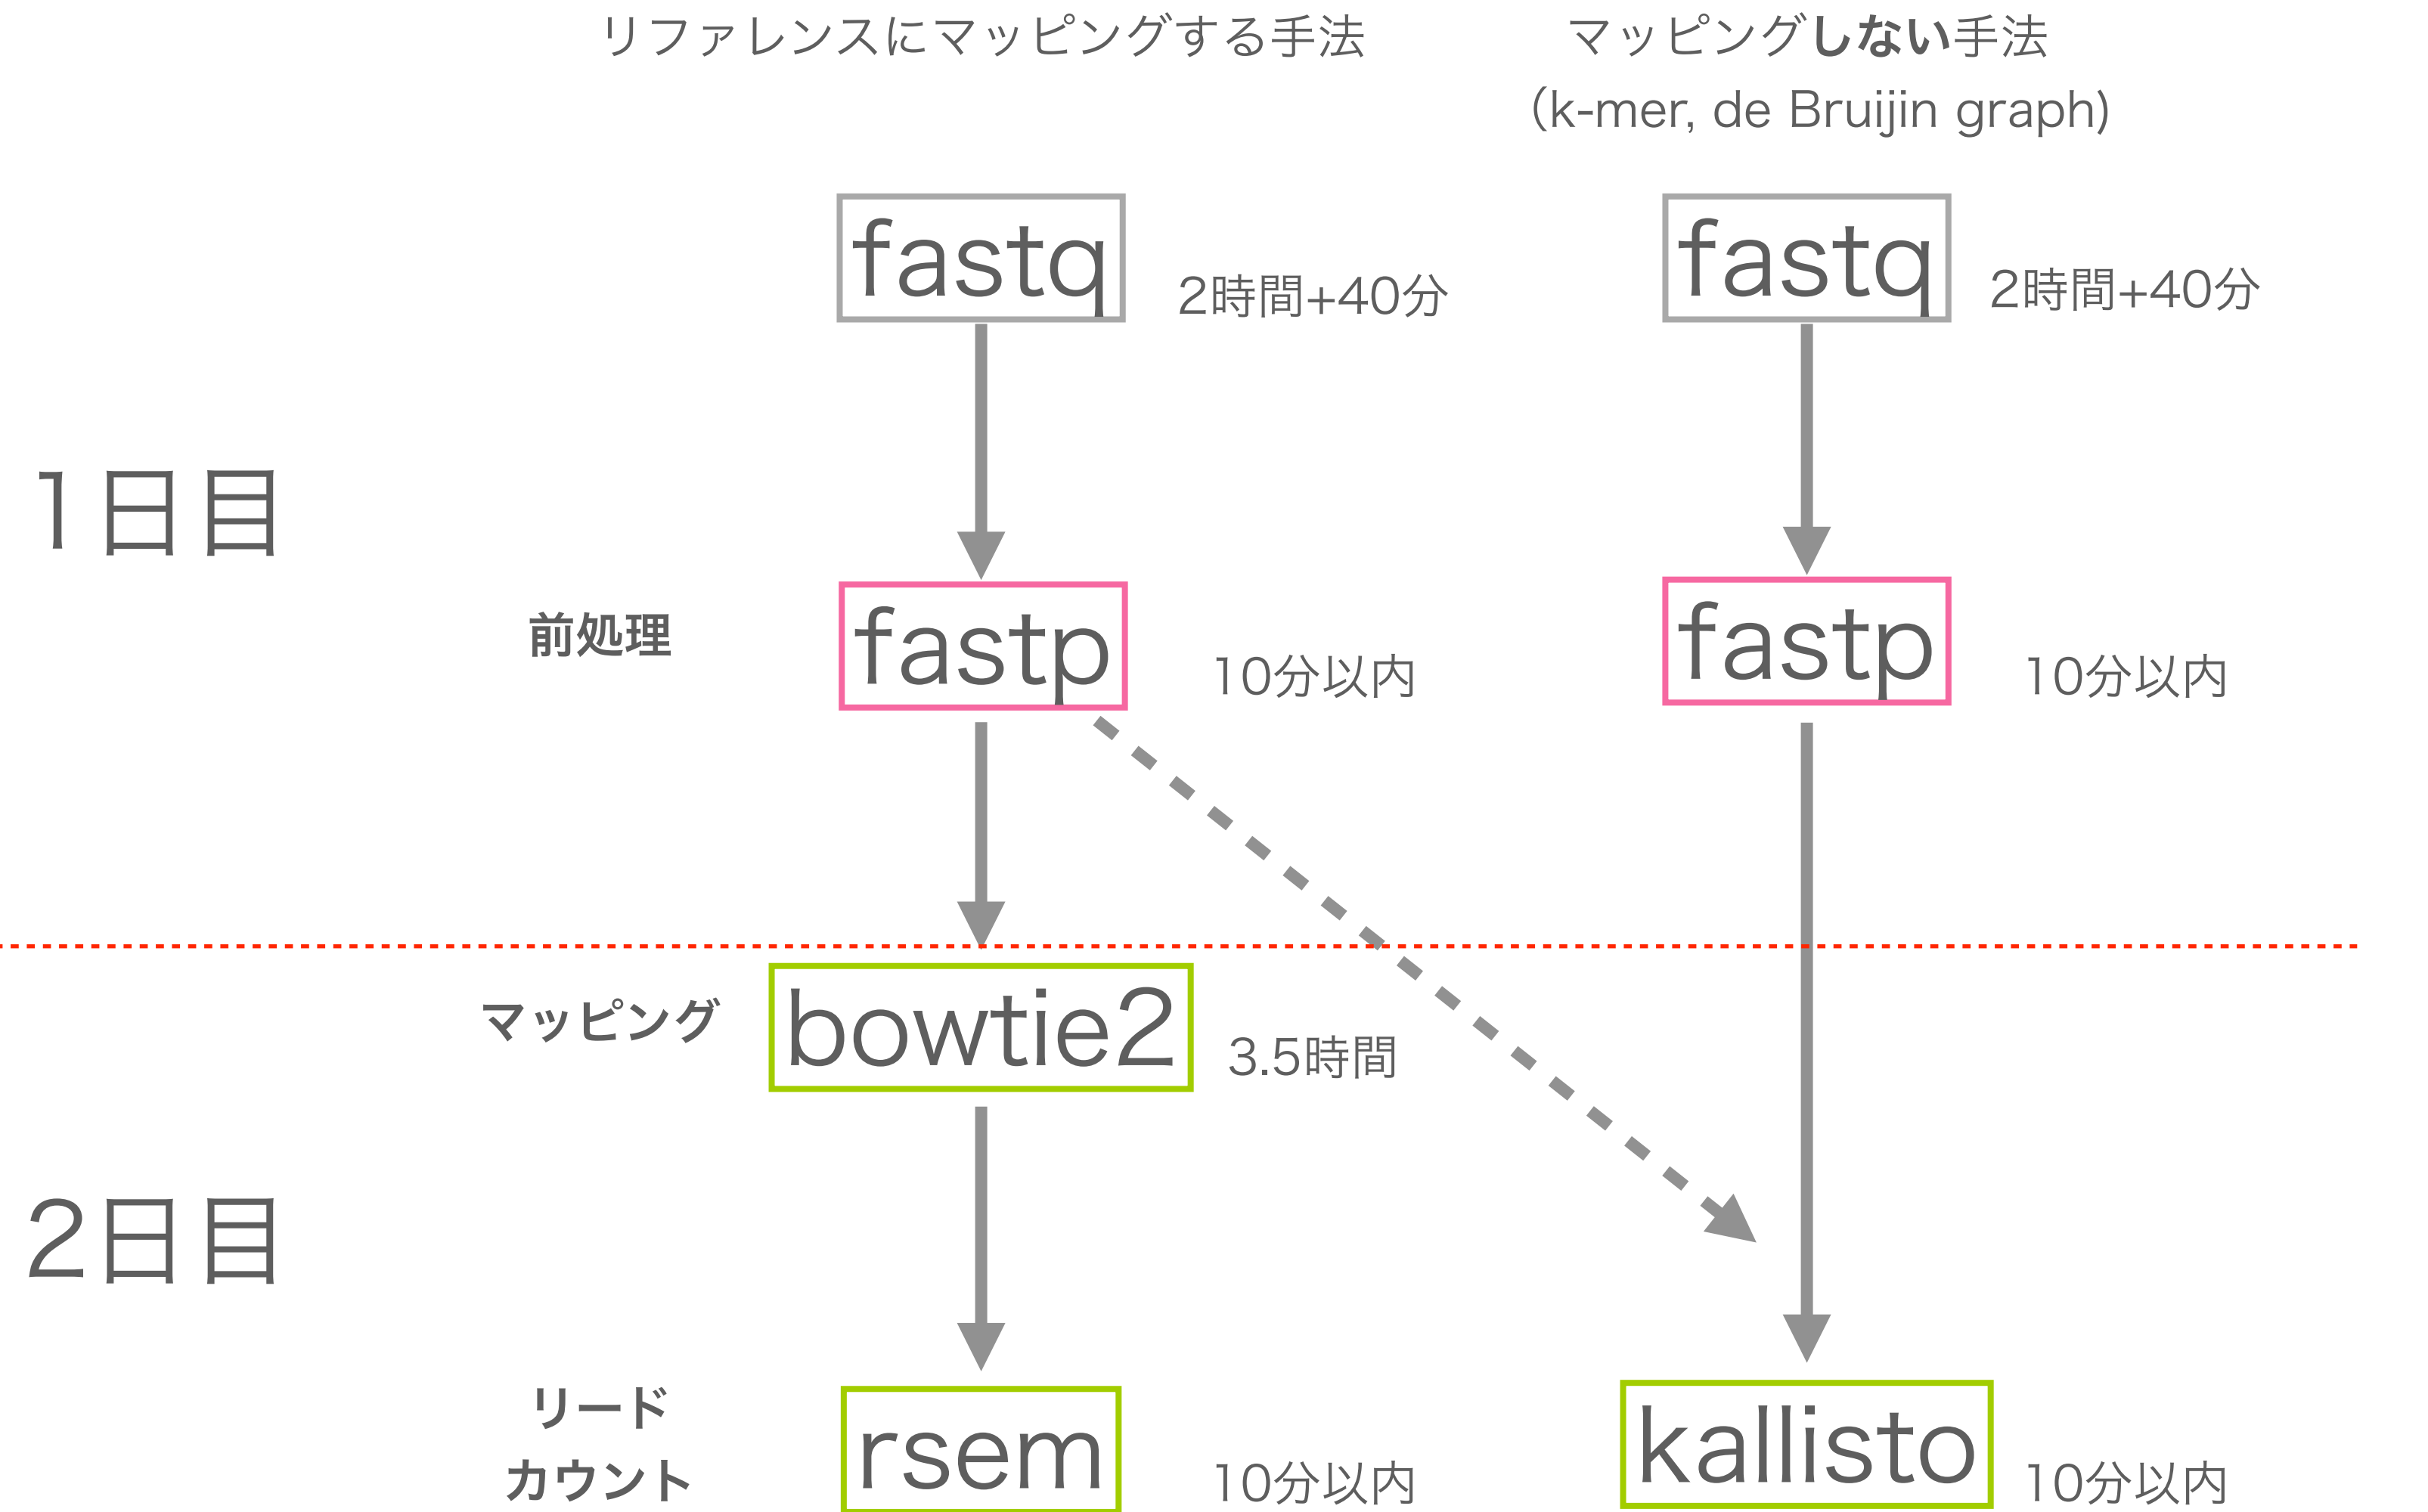 リファレンスにマッピングする手法
マッピングしない手法
(k-mer, de Bruijin graph)
fastq
2時間+40分
fastq
2時間+40分
1日目
前処理
fastp
10分以内
fastp
10分以内
マッピング
bowtie2
3.5時間
2日目
リード
カウント
rsem
10分以内
kallisto
10分以内